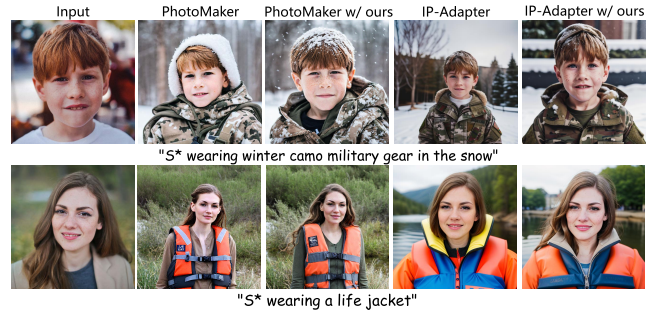 Input PhotoMaker PhotoMaker w/ ours IP-Adapter IP-Adapter w/ ours
"S* wearing winter camo military gear in the snow"
"S* wearing a life jacket"